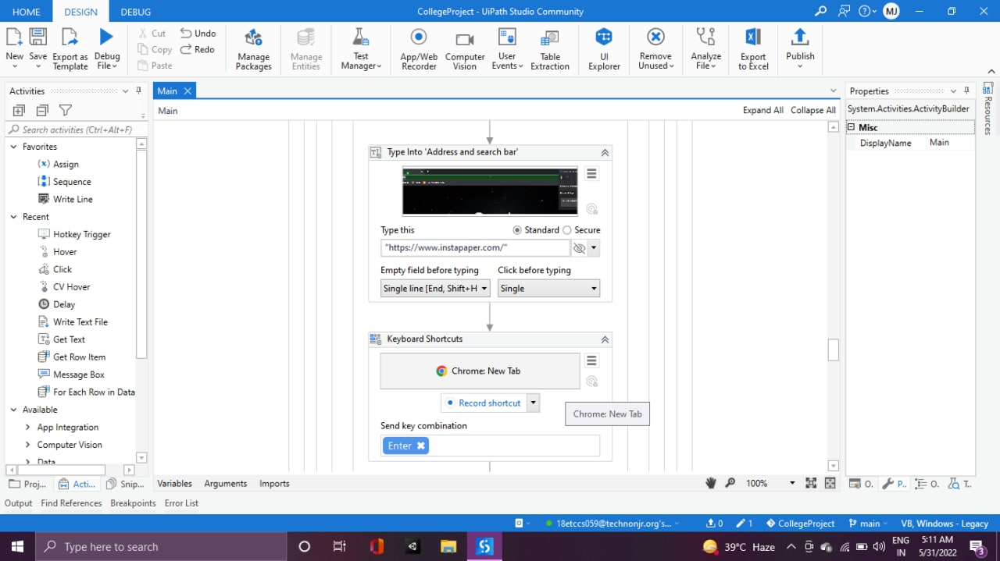 HOME
DESIGN
DEBUG
CollegeProject - UiPath Studio Community
MJ
New
Save
Export as Template
Debug File
Cut
Copy
Paste
Undo
Redo
Manage Packages
Manage Entities
Test Manager
App/Web Recorder
Computer Vision
User Events
Table Extraction
UI Explorer
Remove Unused
Analyze File
Export to Excel
Publish
Activities
Search activities (Ctrl+Alt+F)
Favorites
Assign
Sequence
Write Line
Recent
Hotkey Trigger
Hover
Click
CV Hover
Delay
Write Text File
Get Text
Get Row Item
Message Box
For Each Row in Data
Available
App Integration
Computer Vision
Data
Proj...
Acti...
Snip...
Main
Main
Expand All
Collapse All
Type Into 'Address and search bar'
Type this
Standard
Secure
"https://www.instapaper.com/"
Empty field before typing
Click before typing
Single line [End, Shift+H
Single
Keyboard Shortcuts
Chrome: New Tab
Record shortcut
Chrome: New Tab
Send key combination
Enter
Variables
Arguments
Imports
100%
Properties
System.Activities.ActivityBuilder
Misc
DisplayName
Main
Resources
O.
P..
O.
T..
Output
Find References
Breakpoints
Error List
18etccs059@technonjr.org's...
0
1
CollegeProject
main
VB, Windows - Legacy
Type here to search
39°C Haze
ENG
IN
5:11 AM
5/31/2022
3